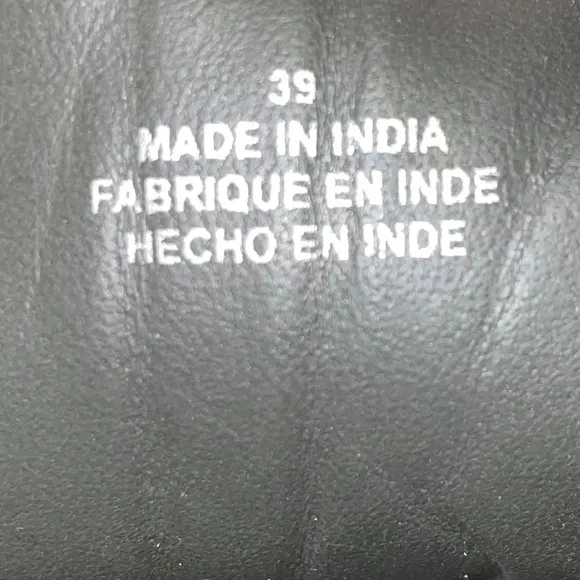 39
MADE IN INDIA
FABRIQUE EN INDE
HECHO EN INDE